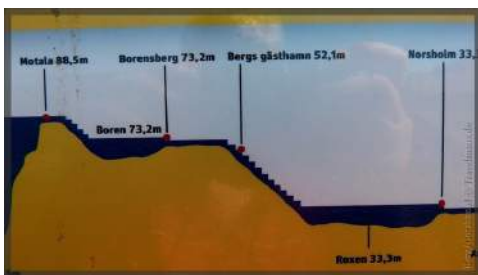 Motala 88,5m
Borensberg 73,2m
Bergs gästhamn 52,1m
Norsholm 33,
Boren 73,2m
Roxen 33,3m